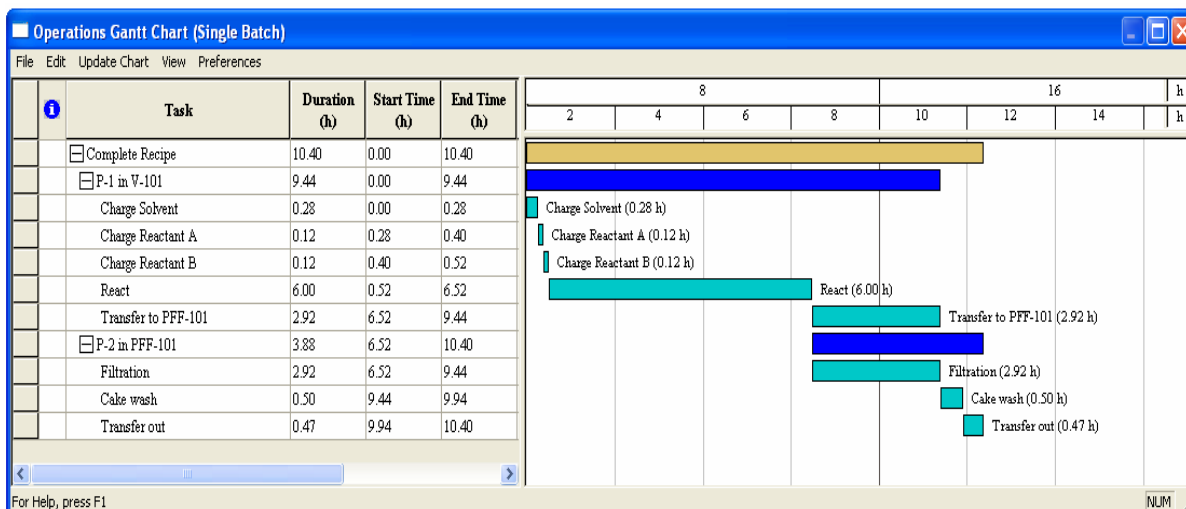 Operations Gantt Chart (Single Batch)
File Edit Update Chart View Preferences
Task Duration (h) Start Time (h) End Time (h)
8 16 h
2 4 6 8 10 12 14 h
Complete Recipe 10.40 0.00 10.40
P-1 in V-101 9.44 0.00 9.44
Charge Solvent 0.28 0.00 0.28 Charge Solvent (0.28 h)
Charge Reactant A 0.12 0.28 0.40 Charge Reactant A (0.12 h)
Charge Reactant B 0.12 0.40 0.52 Charge Reactant B (0.12 h)
React 6.00 0.52 6.52 React (6.00 h)
Transfer to PFF-101 2.92 6.52 9.44 Transfer to PFF-101 (2.92 h)
P-2 in PFF-101 3.88 6.52 10.40
Filtration 2.92 6.52 9.44 Filtration (2.92 h)
Cake wash 0.50 9.44 9.94 Cake wash (0.50 h)
Transfer out 0.47 9.94 10.40 Transfer out (0.47 h)
For Help, press F1 NUM